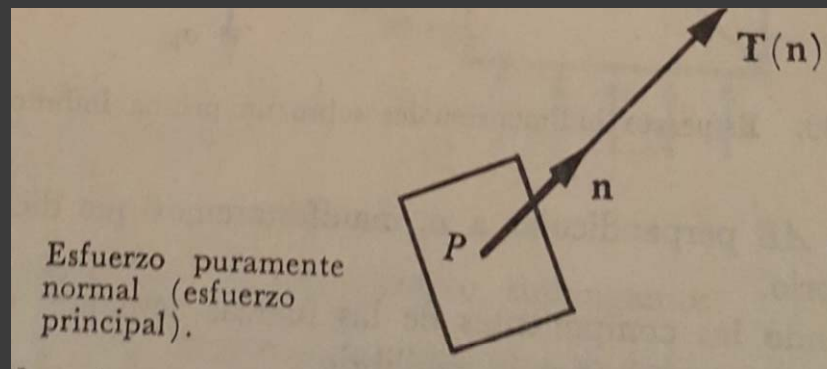 T(n)
n
P
Esfuerzo puramente
normal (esfuerzo
principal).